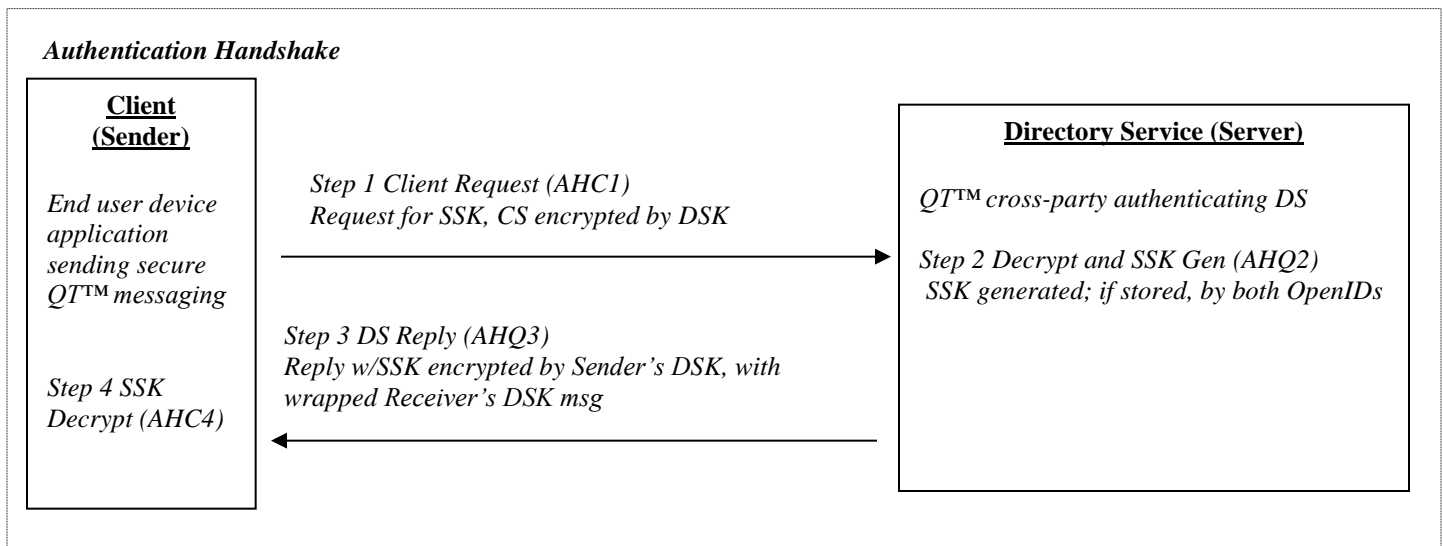 Authentication Handshake
Client
(Sender)
End user device
application
sending secure
QT™ messaging
Step 4 SSK
Decrypt (AHC4)
Step 1 Client Request (AHC1)
Request for SSK, CS encrypted by DSK
Step 3 DS Reply (AHQ3)
Reply w/SSK encrypted by Sender’s DSK, with
wrapped Receiver’s DSK msg
Directory Service (Server)
QT™ cross-party authenticating DS
Step 2 Decrypt and SSK Gen (AHQ2)
SSK generated; if stored, by both OpenIDs